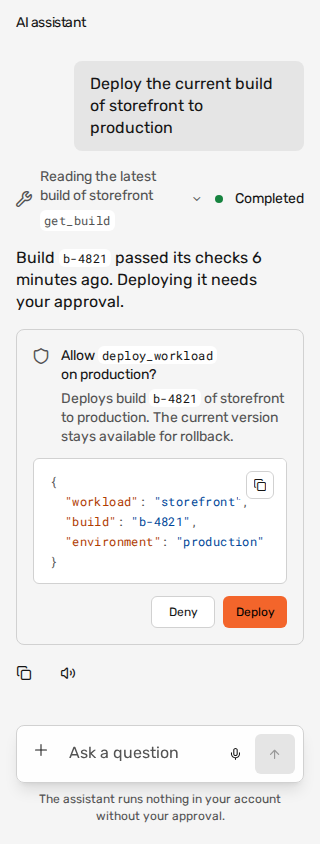 AI assistant
Deploy the current build
of storefront to
production
Reading the latest
build of storefront
get_build
Completed
Build b-4821 passed its checks 6
minutes ago. Deploying it needs
your approval.
Allow deploy_workload
on production?
Deploys build b-4821 of storefront
to production. The current version
stays available for rollback.
{
"workload": "storefront",
"build": "b-4821",
"environment": "production"
}
Deny
Deploy
Ask a question
The assistant runs nothing in your account
without your approval.